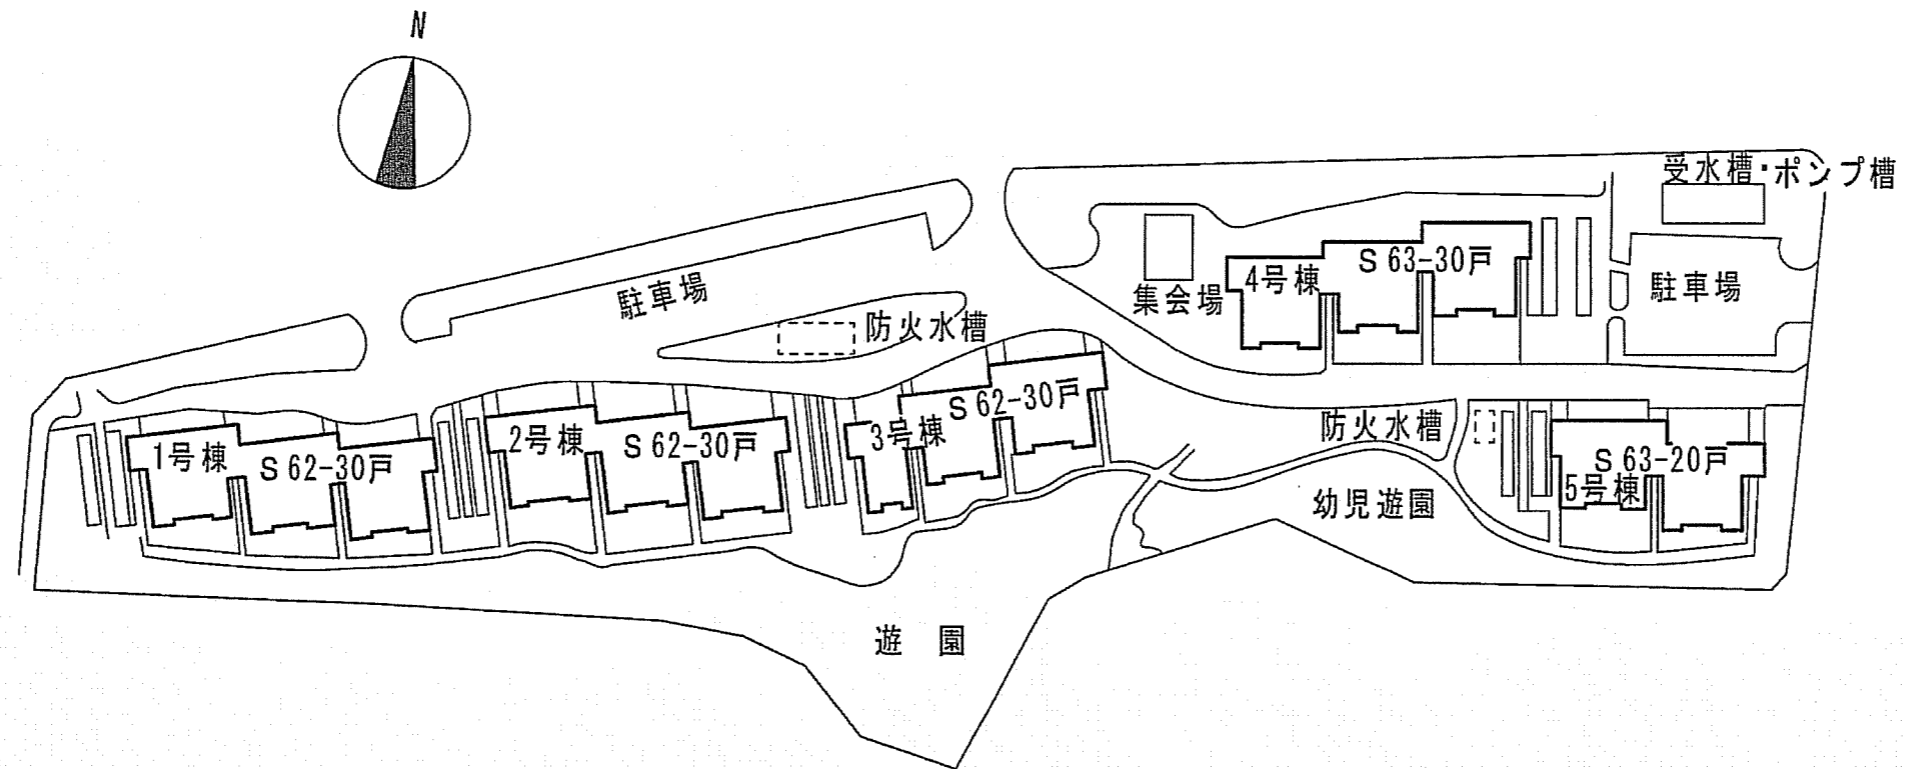 N
受水槽・ポンプ槽
4号棟
S 63-30戸
集会場
駐車場
駐車場
防火水槽
1号棟
S 62-30戸
2号棟
S 62-30戸
3号棟
S 62-30戸
防火水槽
幼児遊園
S 63-20戸
5号棟
遊 園